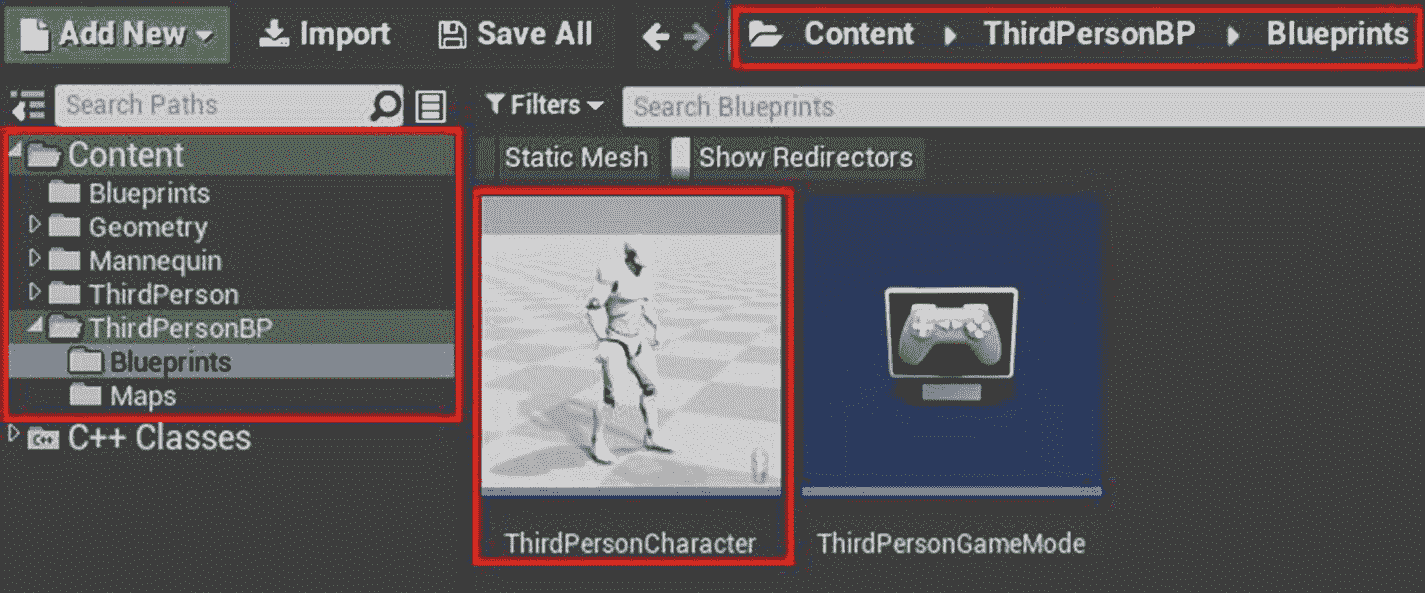 Add New Import Save All Content ThirdPersonBP Blueprints
Search Paths Filters Search Blueprints
Static Mesh Show Redirectors
Content
Blueprints
Geometry
Mannequin
ThirdPerson
ThirdPersonBP
Blueprints
Maps
C++ C++ Classes
ThirdPersonCharacter ThirdPersonGameMode